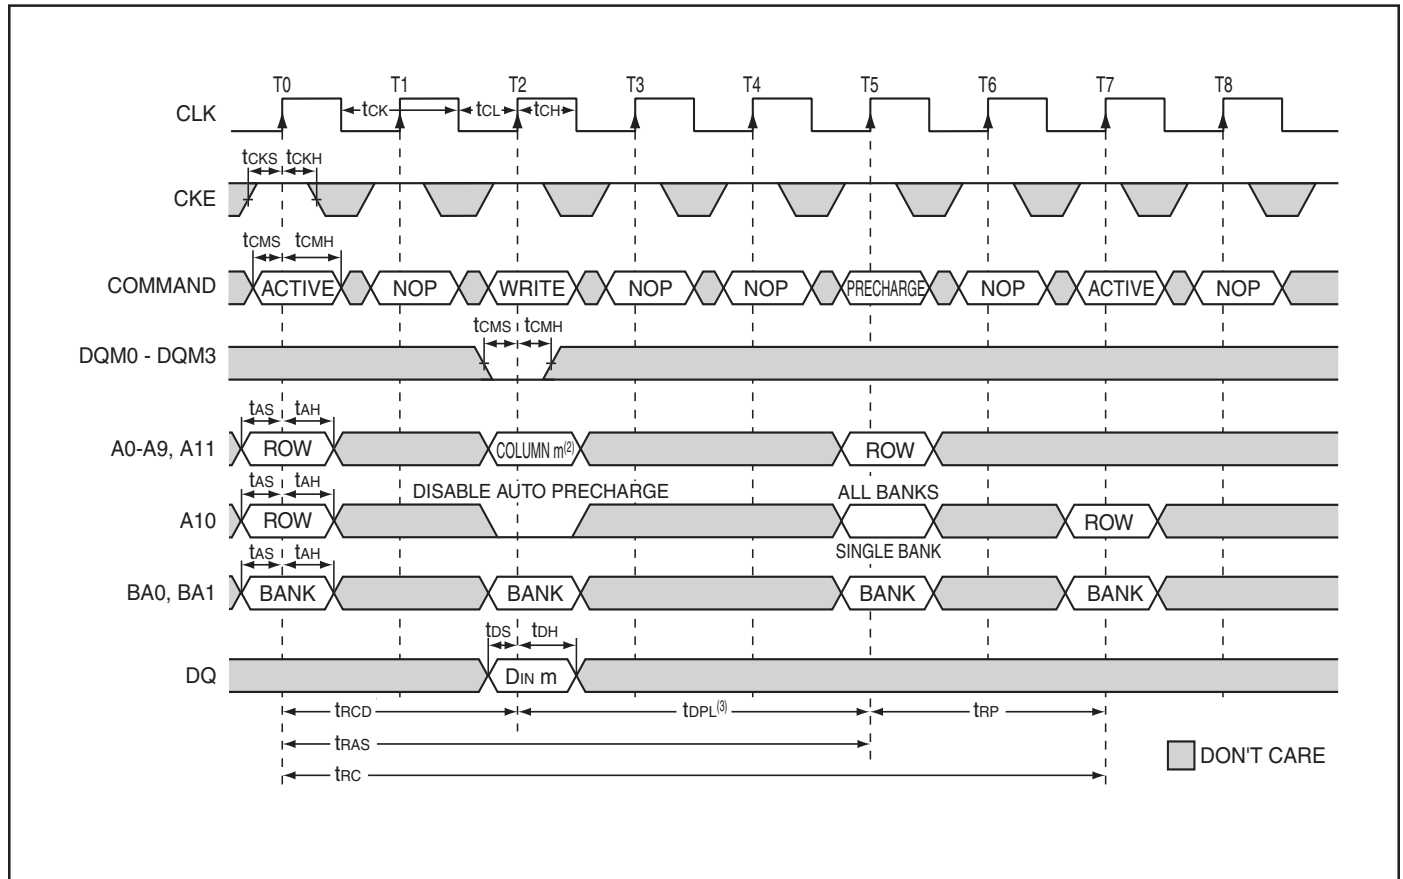 T0 T1 T2 T3 T4 T5 T6 T7 T8
CLK tCK tCL tCH
tCKS tCKH
CKE
tCMS tCMH
COMMAND ACTIVE NOP WRITE NOP NOP PRECHARGE NOP ACTIVE NOP
tCMS tCMH
DQM0 - DQM3
tAS tAH
A0-A9, A11 ROW COLUMN m(2) ROW
tAS tAH DISABLE AUTO PRECHARGE ALL BANKS
A10 ROW ROW
tAS tAH SINGLE BANK
BA0, BA1 BANK BANK BANK BANK
tDS tDH
DQ DIN m
tRCD tDPL(3) tRP
tRAS
DON'T CARE
tRC